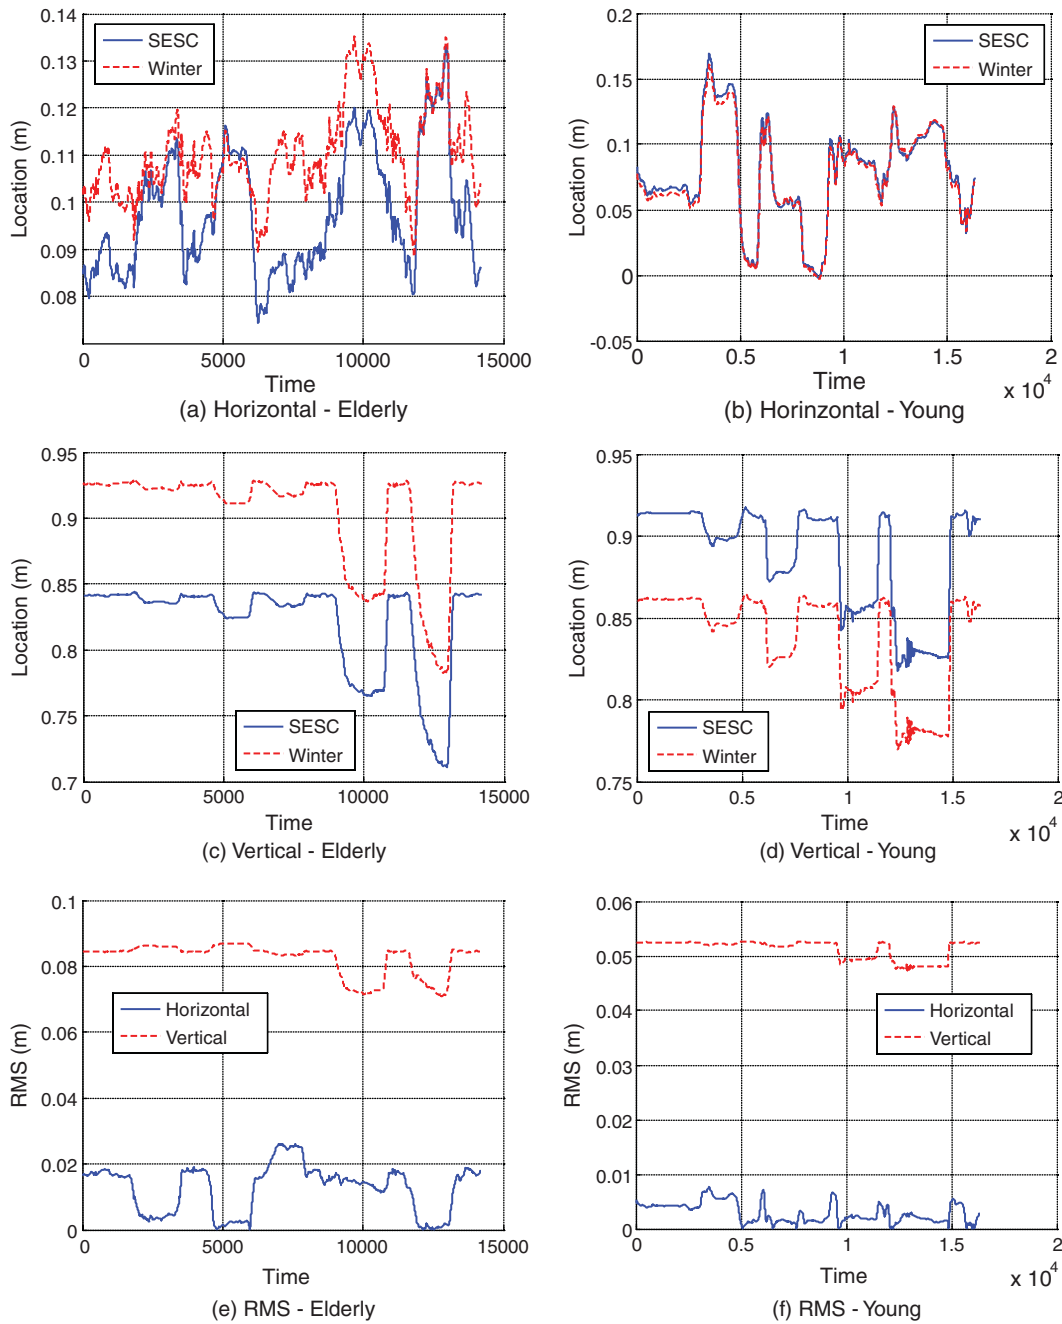 0.14
0.13
0.12
0.11
0.1
0.09
0.08
Location (m)
SESC
Winter
0
5000
10000
15000
Time
(a) Horizontal - Elderly
0.2
0.15
0.1
0.05
0
-0.05
Location (m)
SESC
Winter
0
0.5
1
1.5
2
Time
x 10^4
(b) Horinzontal - Young
0.95
0.9
0.85
0.8
0.75
0.7
Location (m)
SESC
Winter
0
5000
10000
15000
Time
(c) Vertical - Elderly
0.95
0.9
0.85
0.8
0.75
Location (m)
SESC
Winter
0
0.5
1
1.5
2
Time
x 10^4
(d) Vertical - Young
0.1
0.08
0.06
0.04
0.02
0
RMS (m)
Horizontal
Vertical
0
5000
10000
15000
Time
(e) RMS - Elderly
0.06
0.05
0.04
0.03
0.02
0.01
0
RMS (m)
Horizontal
Vertical
0
0.5
1
1.5
2
Time
x 10^4
(f) RMS - Young